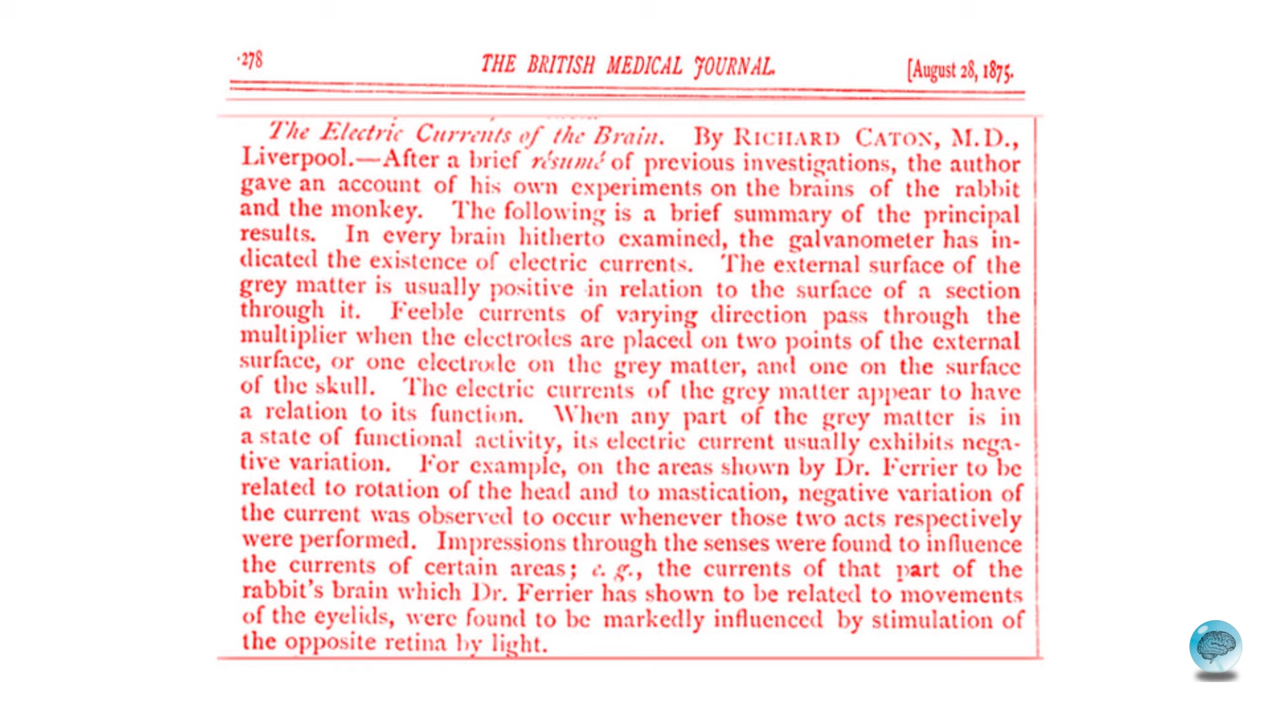 278
THE BRITISH MEDICAL JOURNAL.
[August 28, 1875.
The Electric Currents of the Brain. By RICHARD CATON, M.D.,
Liverpool.—After a brief résumé of previous investigations, the author
gave an account of his own experiments on the brains of the rabbit
and the monkey. The following is a brief summary of the principal
results. In every brain hitherto examined, the galvanometer has in-
dicated the existence of electric currents. The external surface of the
grey matter is usually positive in relation to the surface of a section
through it. Feeble currents of varying direction pass through the
multiplier when the electrodes are placed on two points of the external
surface, or one electrode on the grey matter, and one on the surface
of the skull. The electric currents of the grey matter appear to have
a relation to its function. When any part of the grey matter is in
a state of functional activity, its electric current usually exhibits nega-
tive variation. For example, on the areas shown by Dr. Ferrier to be
related to rotation of the head and to mastication, negative variation of
the current was observed to occur whenever those two acts respectively
were performed. Impressions through the senses were found to influence
the currents of certain areas; e. g., the currents of that part of the
rabbit's brain which Dr. Ferrier has shown to be related to movements
of the eyelids, were found to be markedly influenced by stimulation of
the opposite retina by light.